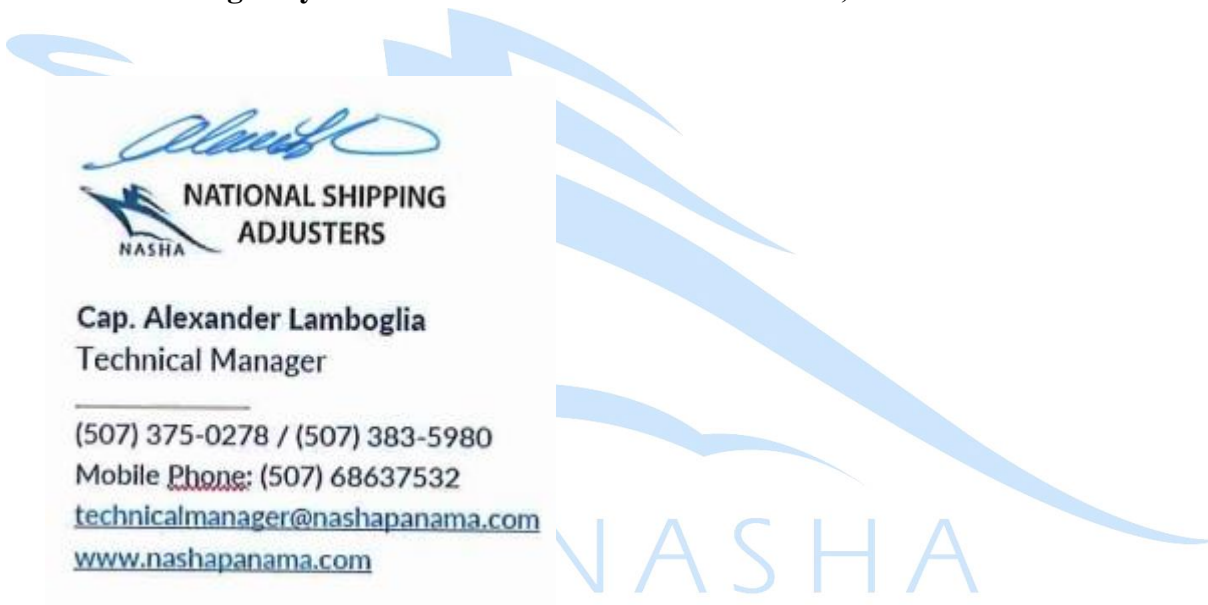 NATIONAL SHIPPING
ADJUSTERS
NASHA
Cap. Alexander Lamboglia
Technical Manager
(507) 375-0278 / (507) 383-5980
Mobile Phone: (507) 68637532
technicalmanager@nashapanama.com
www.nashapanama.com
NASHA